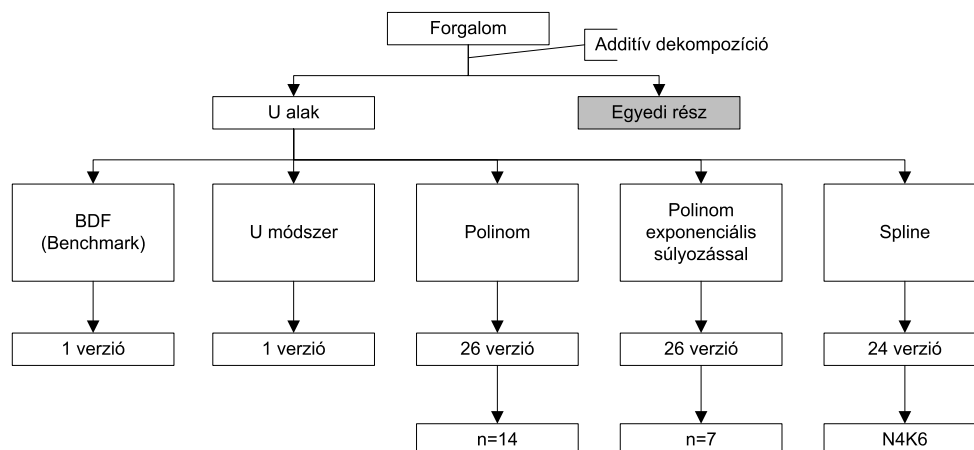 Forgalom
Additív dekompozíció
U alak
Egyedi rész
BDF
(Benchmark)
U módszer
Polinom
Polinom
exponenciális
súlyozással
Spline
1 verzió
1 verzió
26 verzió
26 verzió
24 verzió
n=14
n=7
N4K6